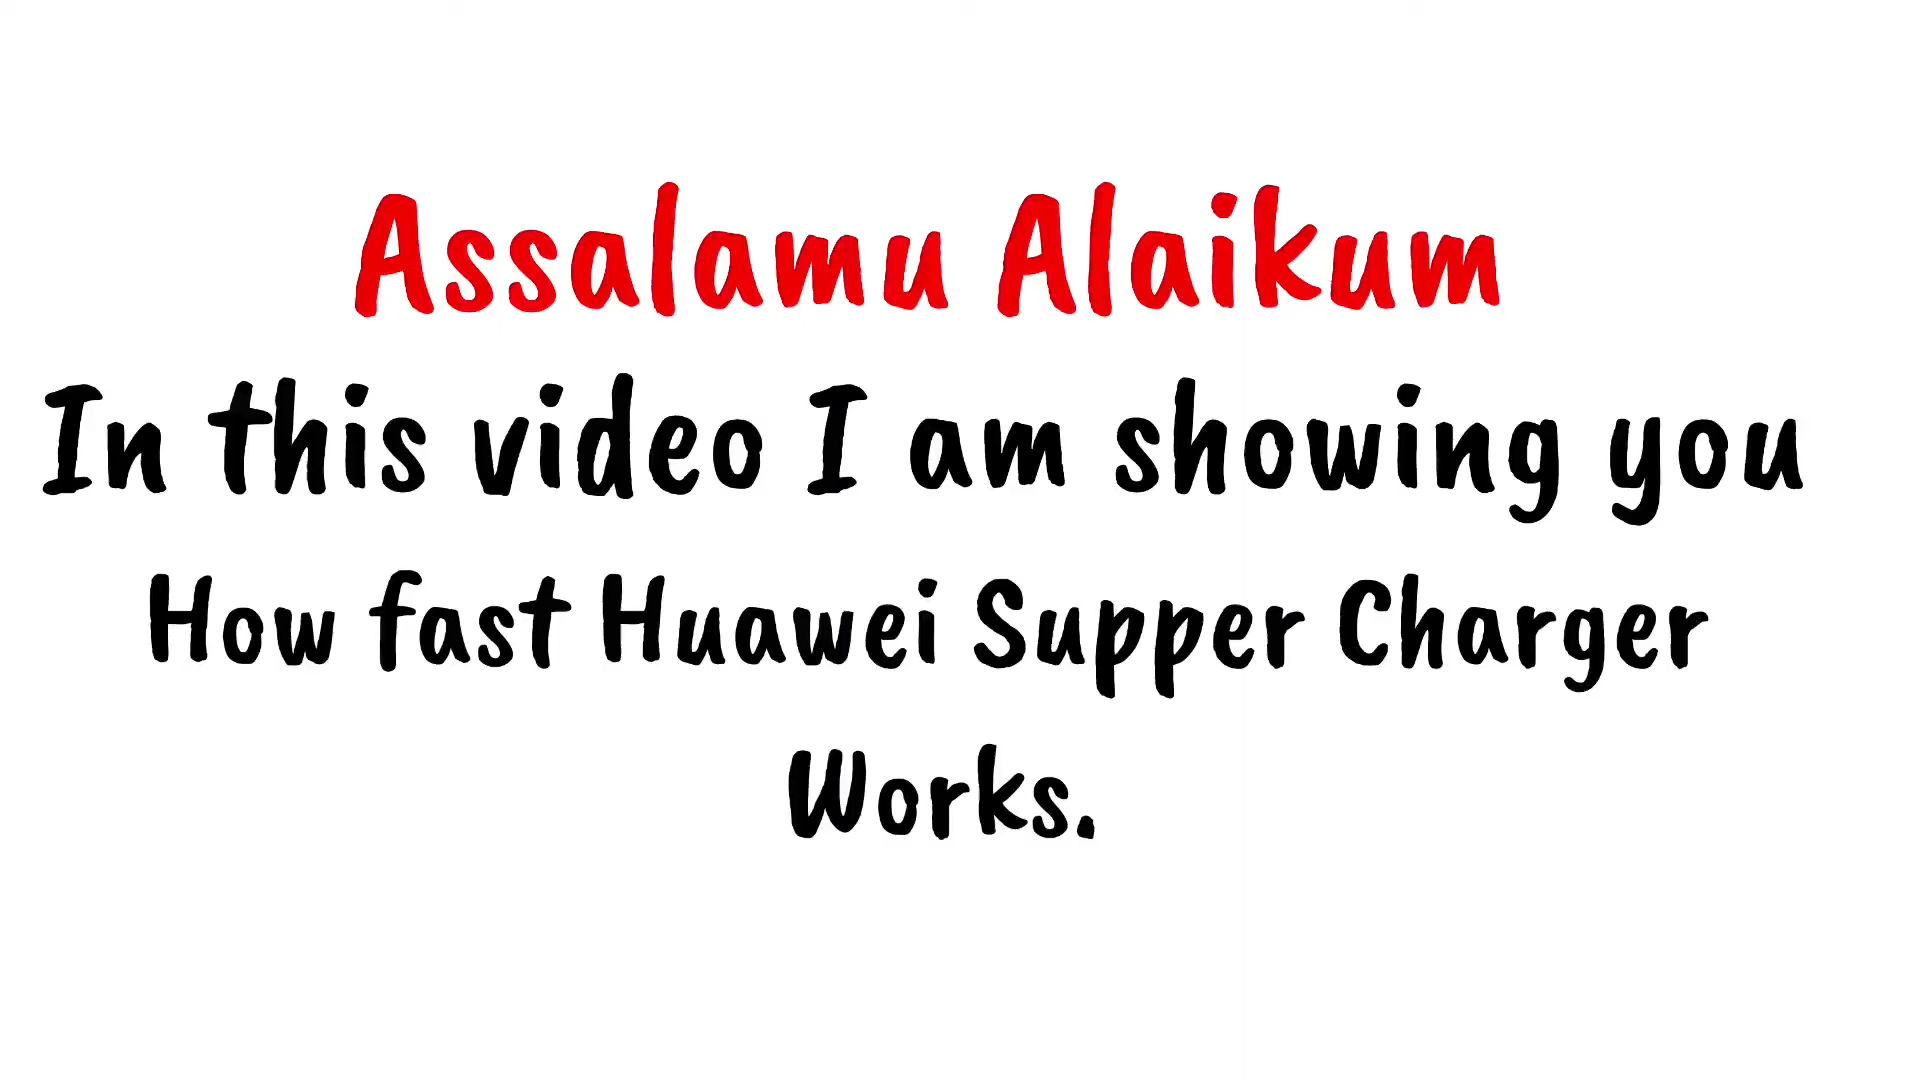 Assalamu Alaikum
In this video I am showing you
How fast Huawei Supper Charger
Works.